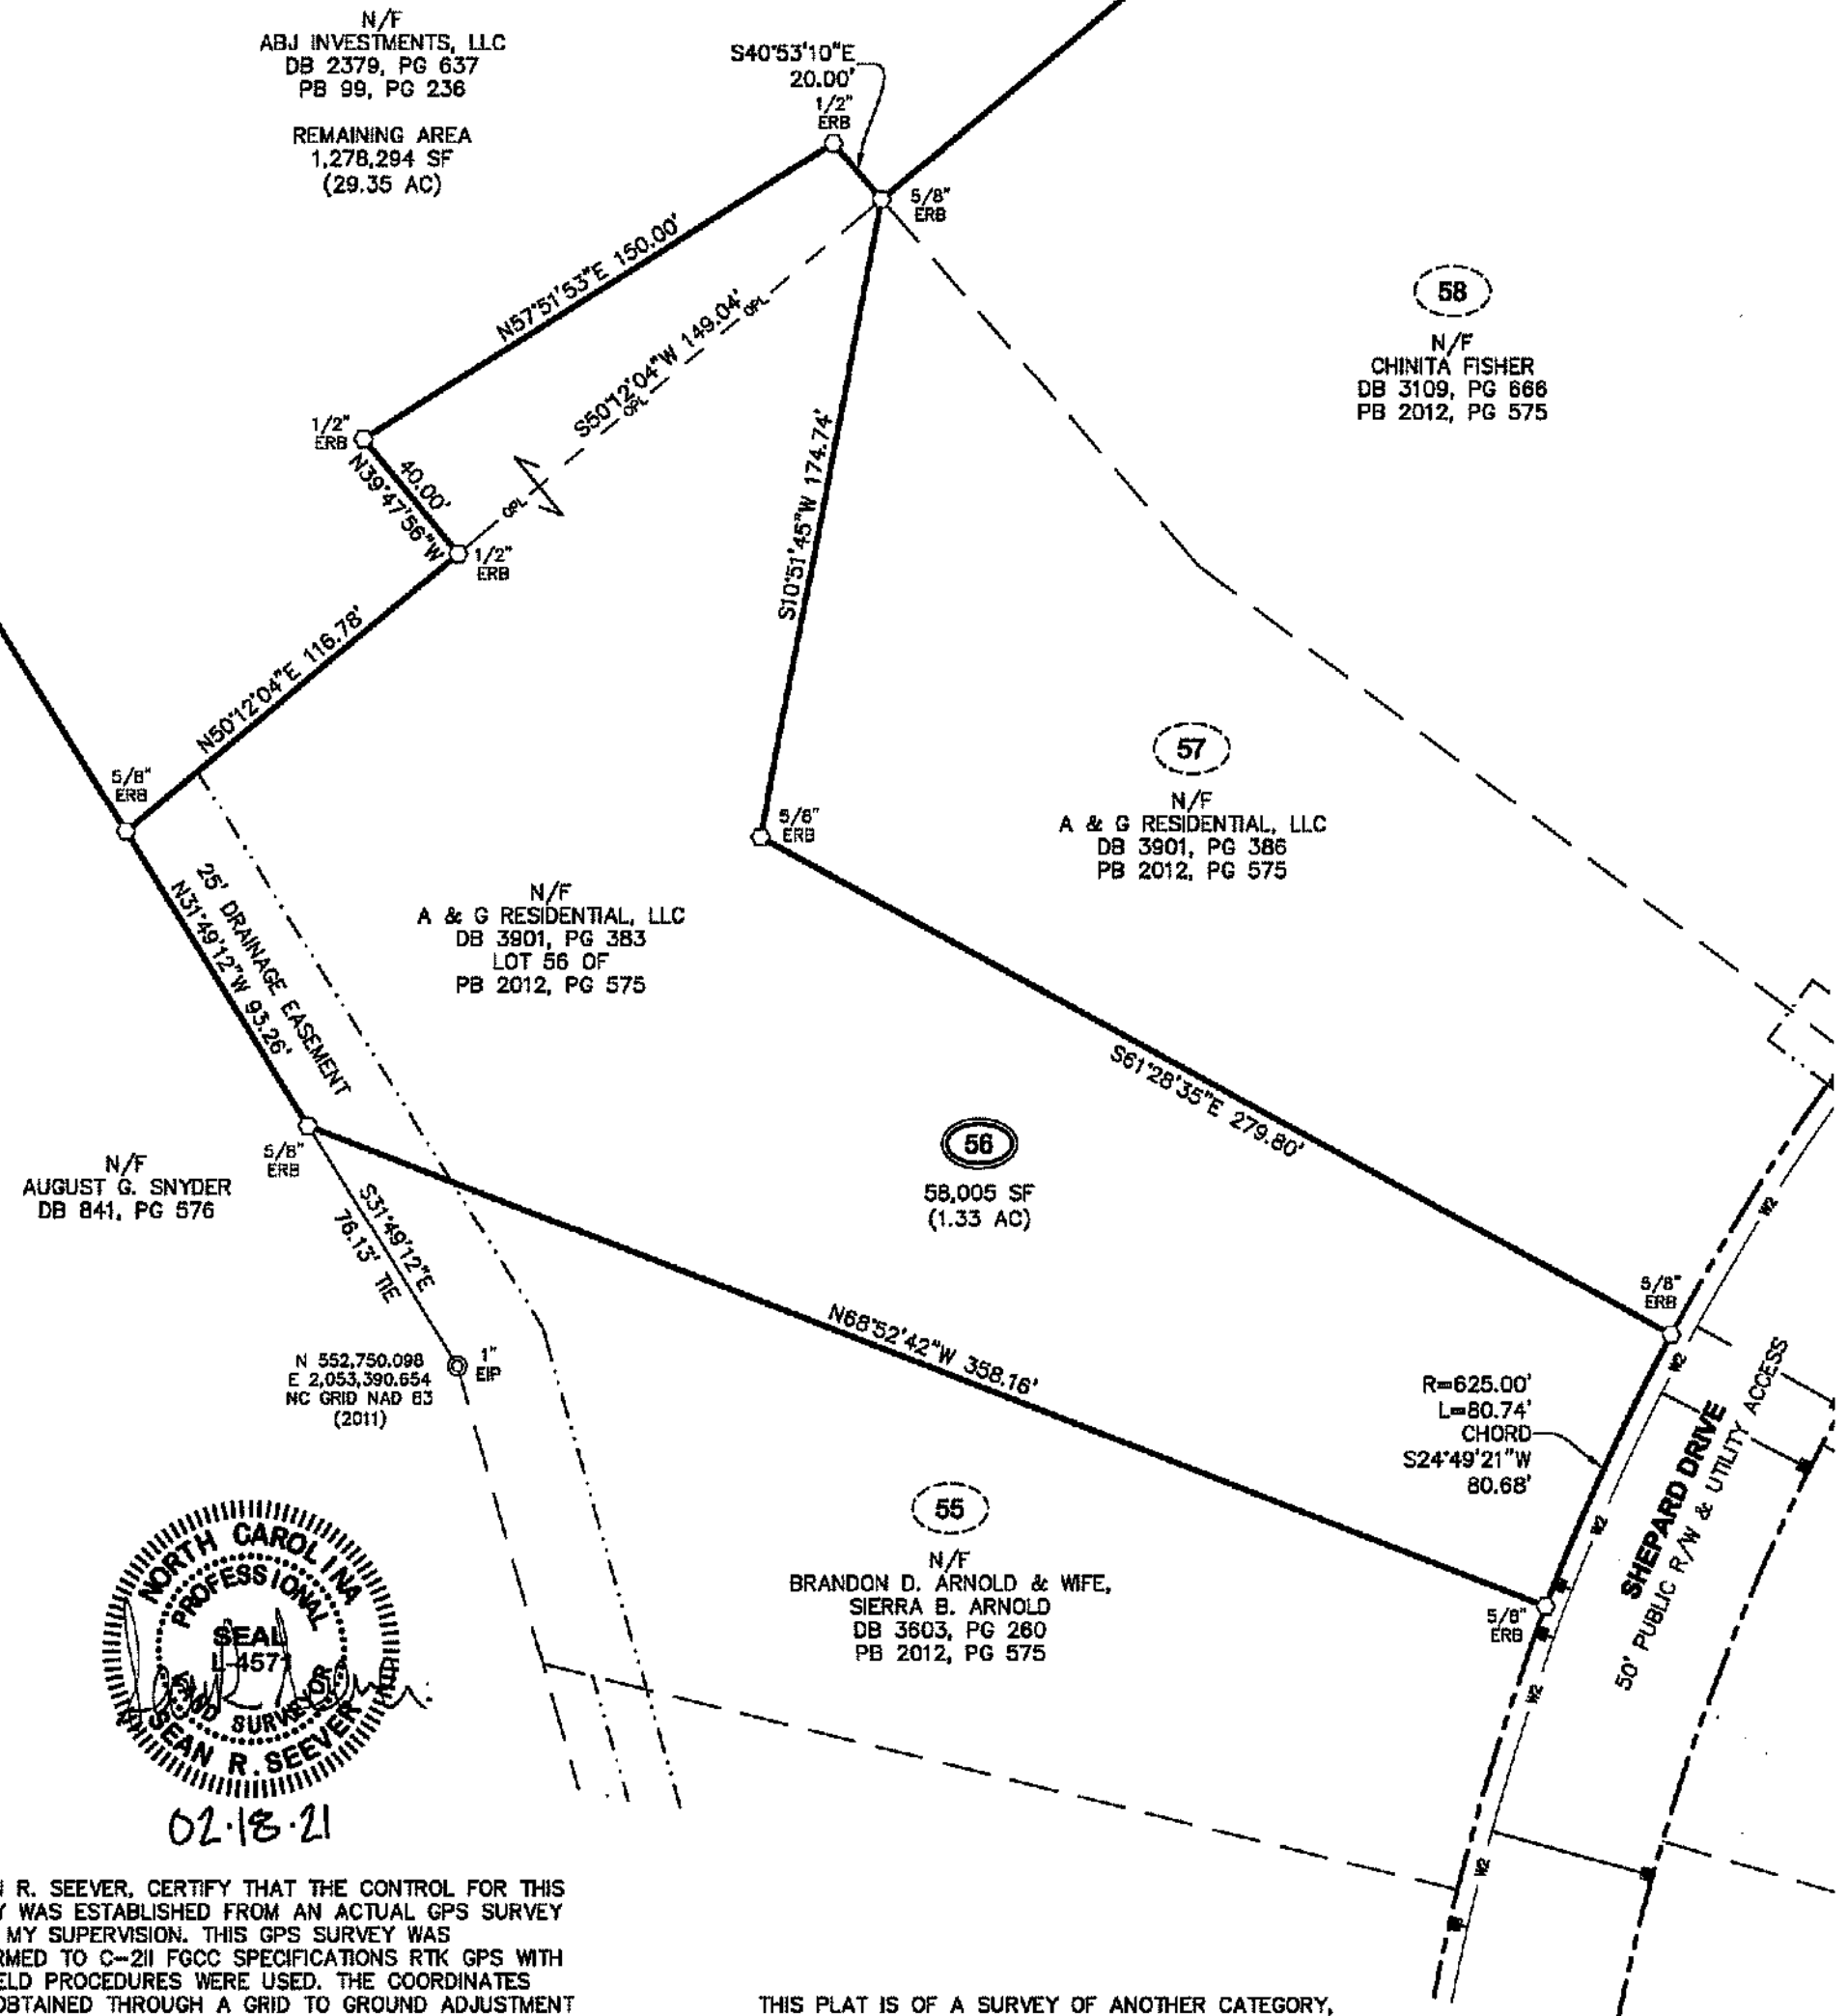 N/F
ABJ INVESTMENTS, LLC
DB 2379, PG 637
PB 99, PG 236
REMAINING AREA
1,278,294 SF
(29.35 AC)
S40°53'10"E
20.00'
1/2"
ERB
5/8"
ERB
N57°51'53"E 150.00'
S50°12'04"W 149.04'
OPL
OPL
OPL
1/2"
ERB
40.00'
N39°47'56"W
1/2"
ERB
S10°51'45"W 174.74'
58
N/F
CHINITA FISHER
DB 3109, PG 666
PB 2012, PG 575
N50°12'04"E 116.78'
5/8"
ERB
57
N/F
A & G RESIDENTIAL, LLC
DB 3901, PG 386
PB 2012, PG 575
5/8"
ERB
25' DRAINAGE EASEMENT
N31°49'12"W 93.26'
N/F
A & G RESIDENTIAL, LLC
DB 3901, PG 383
LOT 56 OF
PB 2012, PG 575
S61°28'35"E 279.80'
56
58,005 SF
(1.33 AC)
5/8"
ERB
N/F
AUGUST G. SNYDER
DB 841, PG 576
S31°49'12"E
76.13' TIE
W2
5/8"
ERB
N68°52'42"W 358.16'
N 552,750.098
E 2,053,390.654
NC GRID NAD 83
(2011)
1"
EIP
R=625.00'
L=80.74'
CHORD
S24°49'21"W
80.68'
W2
SHEPARD DRIVE
50' PUBLIC R/W & UTILITY ACCESS
W2
55
N/F
BRANDON D. ARNOLD & WIFE,
SIERRA B. ARNOLD
DB 3603, PG 260
PB 2012, PG 575
5/8"
ERB
W2
W2
NORTH CAROLINA
PROFESSIONAL
SEAL
L-4571
LAND SURVEYOR
SEAN R. SEEVER
02·18·21
R. SEEVER, CERTIFY THAT THE CONTROL FOR THIS
WAS ESTABLISHED FROM AN ACTUAL GPS SURVEY
MY SUPERVISION. THIS GPS SURVEY WAS
RMED TO C-2II FGCC SPECIFICATIONS RTK GPS WITH
ELD PROCEDURES WERE USED. THE COORDINATES
OBTAINED THROUGH A GRID TO GROUND ADJUSTMENT
THIS PLAT IS OF A SURVEY OF ANOTHER CATEGORY,